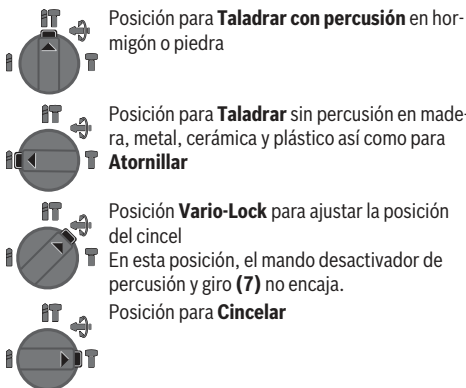 Posición para Taladrar con percusión en hor-
migón o piedra
Posición para Taladrar sin percusión en made-
ra, metal, cerámica y plástico así como para
Atornillar
Posición Vario-Lock para ajustar la posición
del cincel
En esta posición, el mando desactivador de
percusión y giro (7) no encaja.
Posición para Cincelar